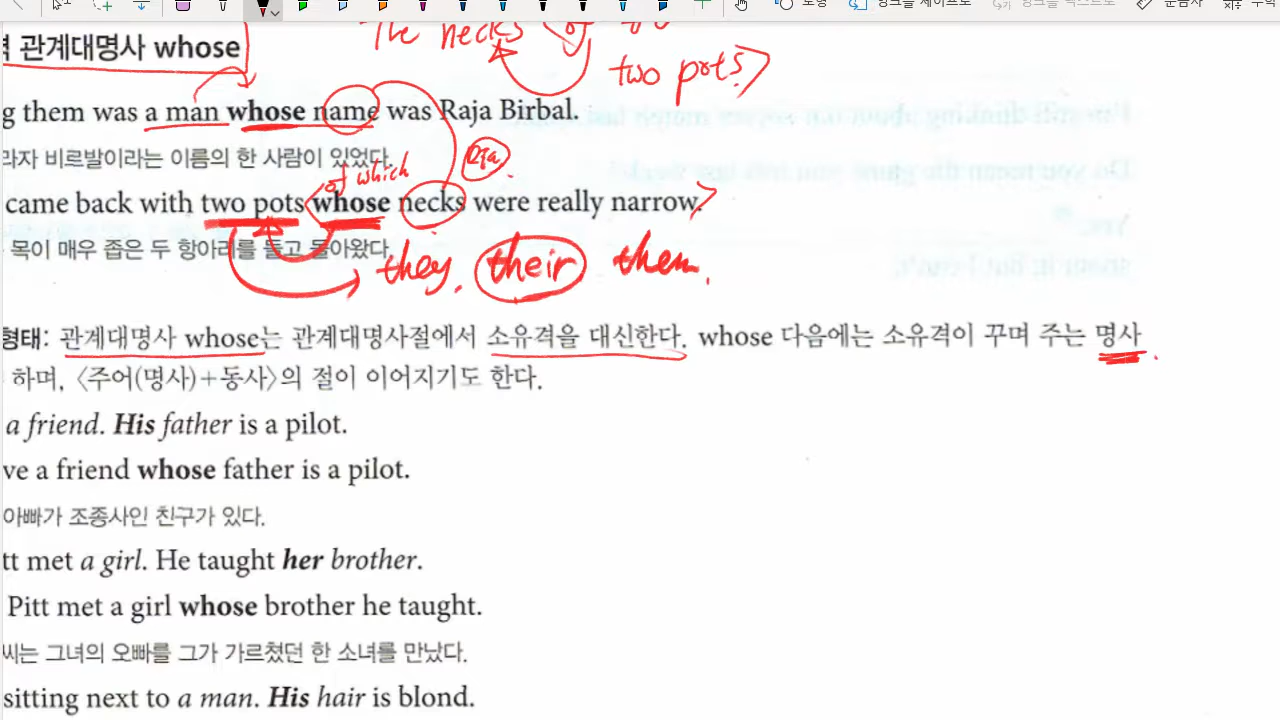 The necks of
two pots
관계대명사 whose
g them was a man whose name was Raja Birbal.
라자 비르발이라는 이름의 한 사람이 있었다.
of which
came back with two pots whose necks were really narrow.
목이 매우 좁은 두 항아리를 들고 돌아왔다.
they, their them.
형태: 관계대명사 whose는 관계대명사절에서 소유격을 대신한다. whose 다음에는 소유격이 꾸며 주는 명사
하며, 〈주어(명사)+동사〉의 절이 이어지기도 한다.
a friend. His father is a pilot.
ve a friend whose father is a pilot.
아빠가 조종사인 친구가 있다.
tt met a girl. He taught her brother.
Pitt met a girl whose brother he taught.
씨는 그녀의 오빠를 그가 가르쳤던 한 소녀를 만났다.
sitting next to a man. His hair is blond.